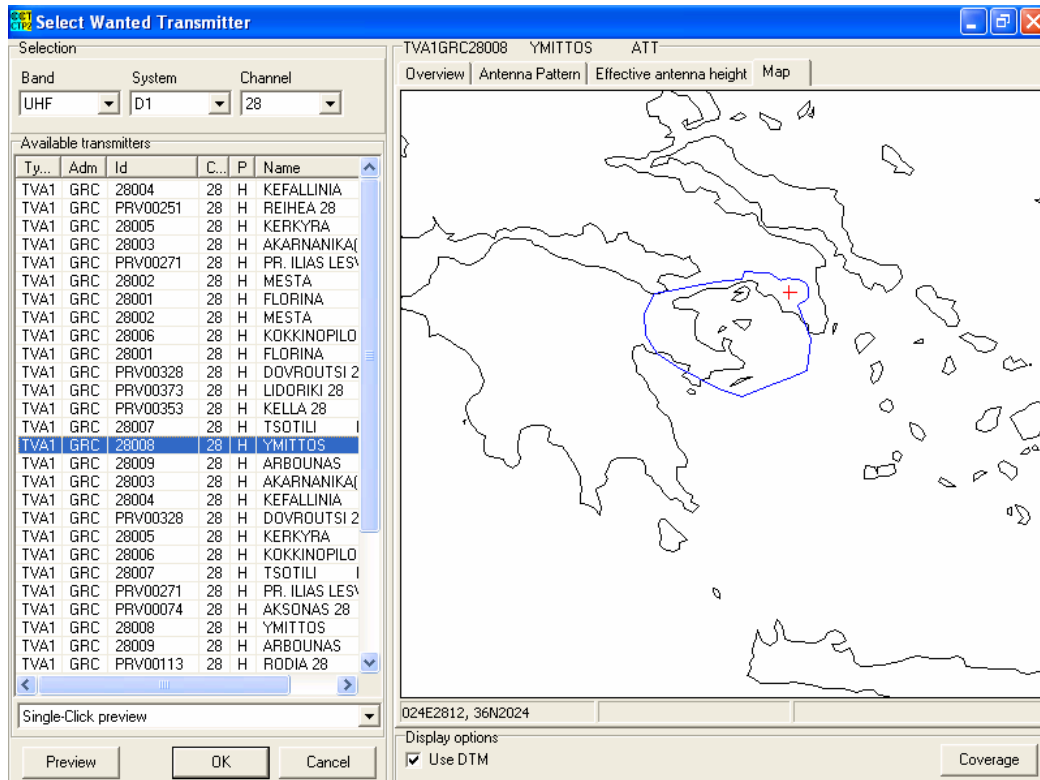 CCT CTPZ Select Wanted Transmitter
Selection
Band System Channel
UHF D1 28
Available transmitters
Ty... Adm Id C... P Name
TVA1 GRC 28004 28 H KEFALLINIA
TVA1 GRC PRV00251 28 H REIHEA 28
TVA1 GRC 28005 28 H KERKYRA
TVA1 GRC 28003 28 H AKARNANIKA(
TVA1 GRC PRV00271 28 H PR. ILIAS LESV
TVA1 GRC 28002 28 H MESTA
TVA1 GRC 28001 28 H FLORINA
TVA1 GRC 28002 28 H MESTA
TVA1 GRC 28006 28 H KOKKINOPILO
TVA1 GRC 28001 28 H FLORINA
TVA1 GRC PRV00328 28 H DOVROUTSI 2
TVA1 GRC PRV00373 28 H LIDORIKI 28
TVA1 GRC PRV00353 28 H KELLA 28
TVA1 GRC 28007 28 H TSOTILI
TVA1 GRC 28008 28 H YMITTOS
TVA1 GRC 28009 28 H ARBOUNAS
TVA1 GRC 28003 28 H AKARNANIKA(
TVA1 GRC 28004 28 H KEFALLINIA
TVA1 GRC PRV00328 28 H DOVROUTSI 2
TVA1 GRC 28005 28 H KERKYRA
TVA1 GRC 28006 28 H KOKKINOPILO
TVA1 GRC 28007 28 H TSOTILI
TVA1 GRC PRV00271 28 H PR. ILIAS LESV
TVA1 GRC PRV00074 28 H AKSONAS 28
TVA1 GRC 28008 28 H YMITTOS
TVA1 GRC 28009 28 H ARBOUNAS
TVA1 GRC PRV00113 28 H RODIA 28
Single-Click preview
Preview OK Cancel
TVA1GRC28008 YMITTOS ATT
Overview Antenna Pattern Effective antenna height Map
024E2812, 36N2024
Display options
Use DTM
Coverage